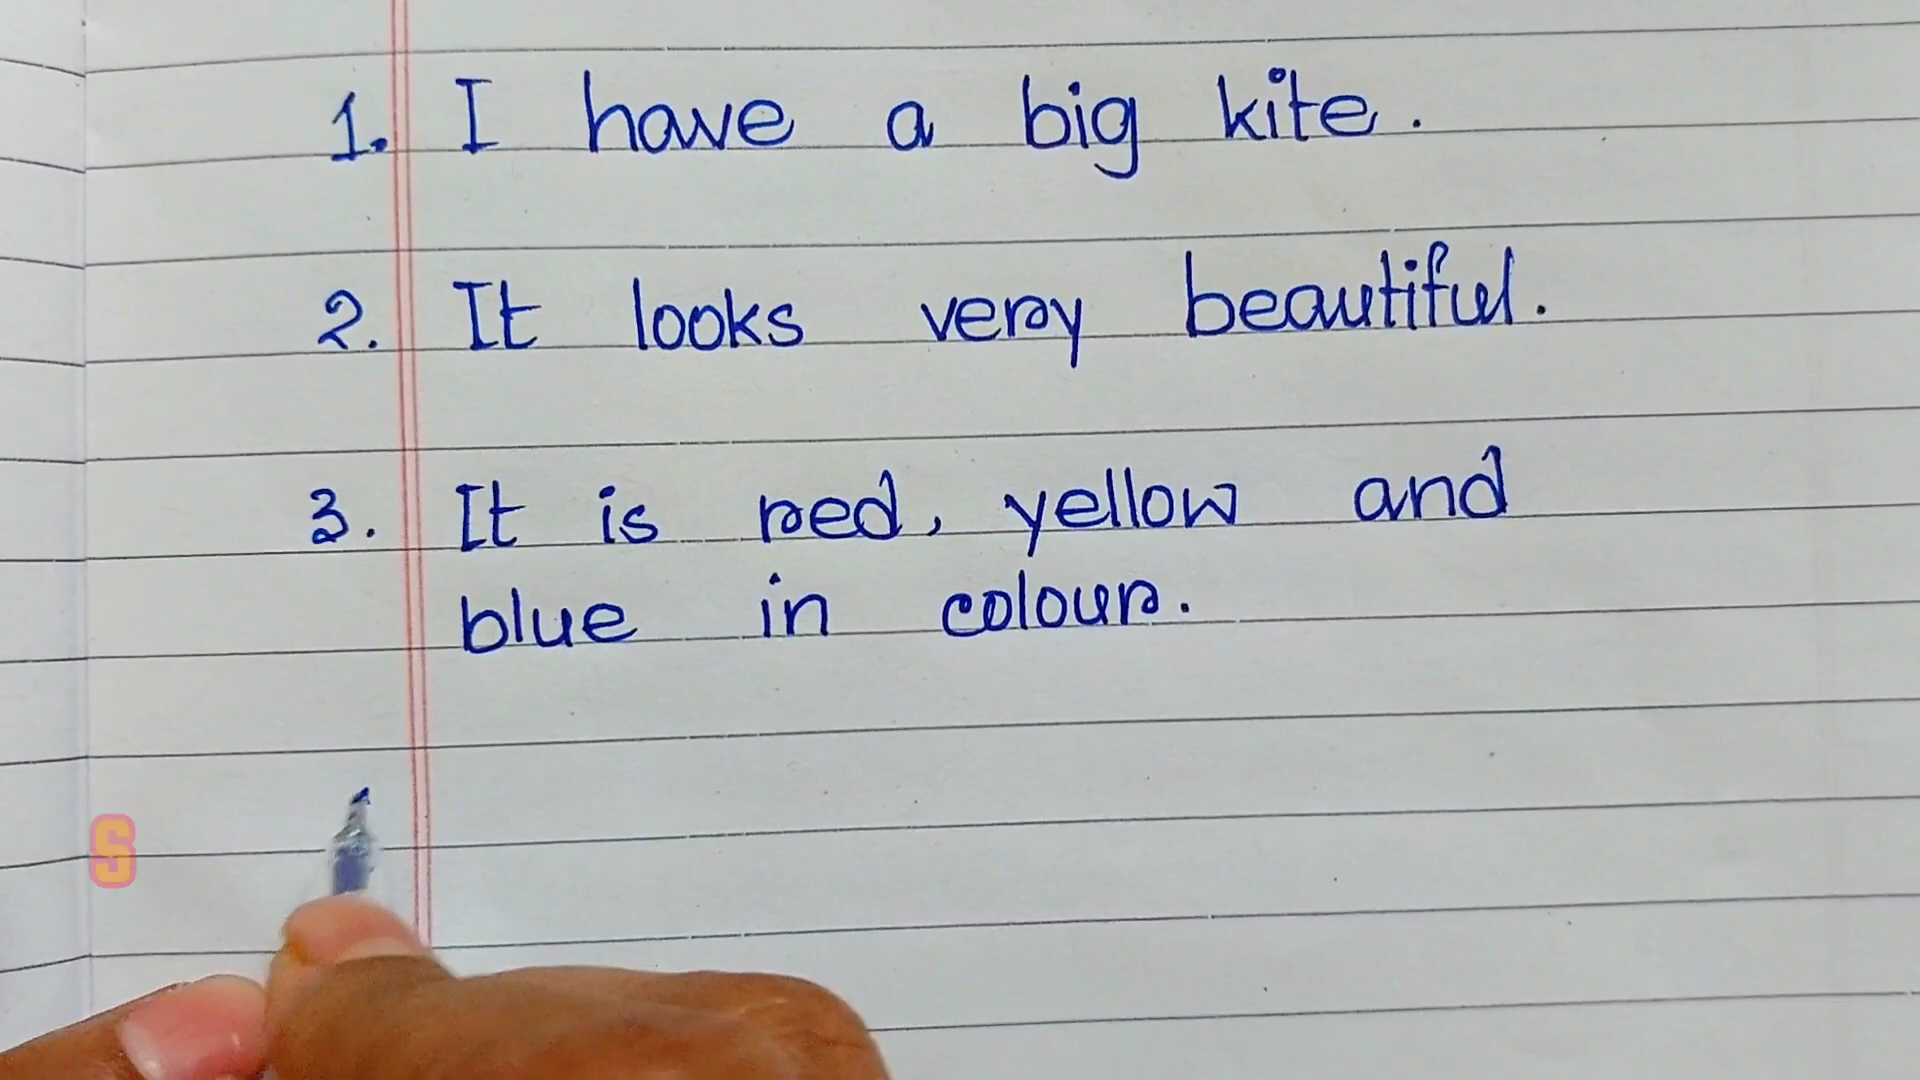 1. I have a big kite.
2. It looks very beautiful.
3. It is red, yellow and
blue in colour.
S